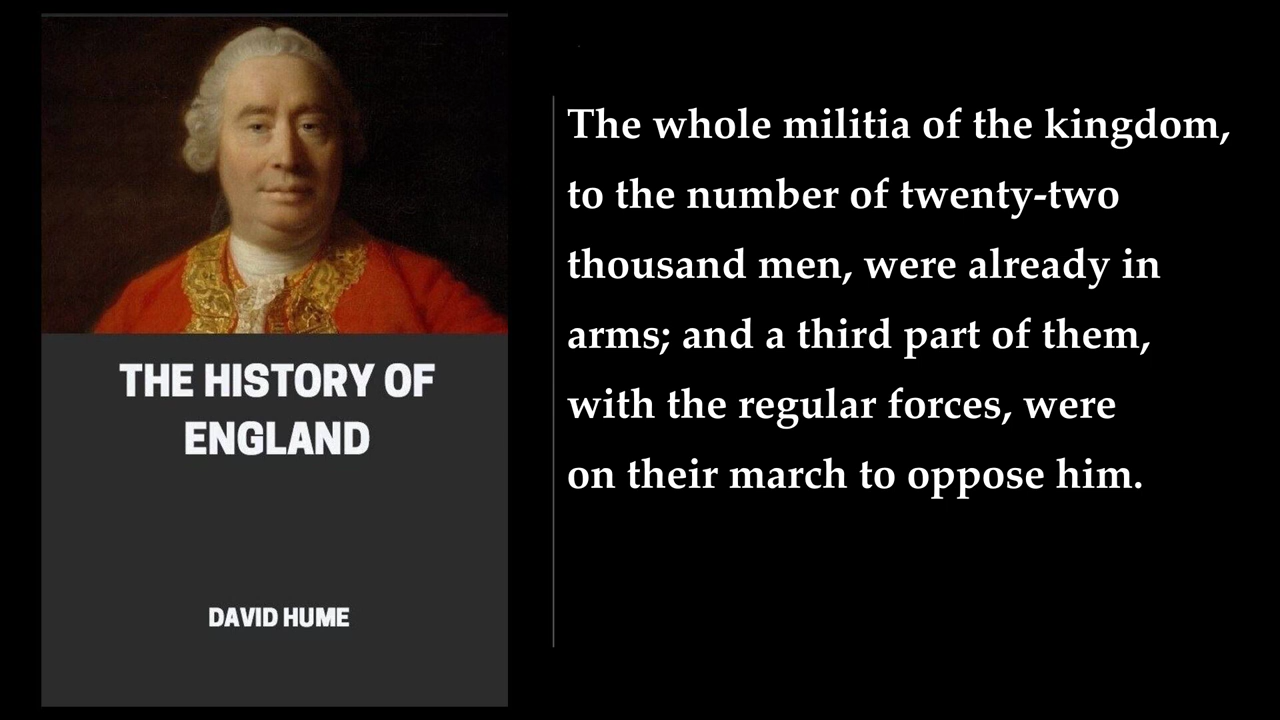 THE HISTORY OF
ENGLAND
DAVID HUME
The whole militia of the kingdom,
to the number of twenty-two
thousand men, were already in
arms; and a third part of them,
with the regular forces, were
on their march to oppose him.